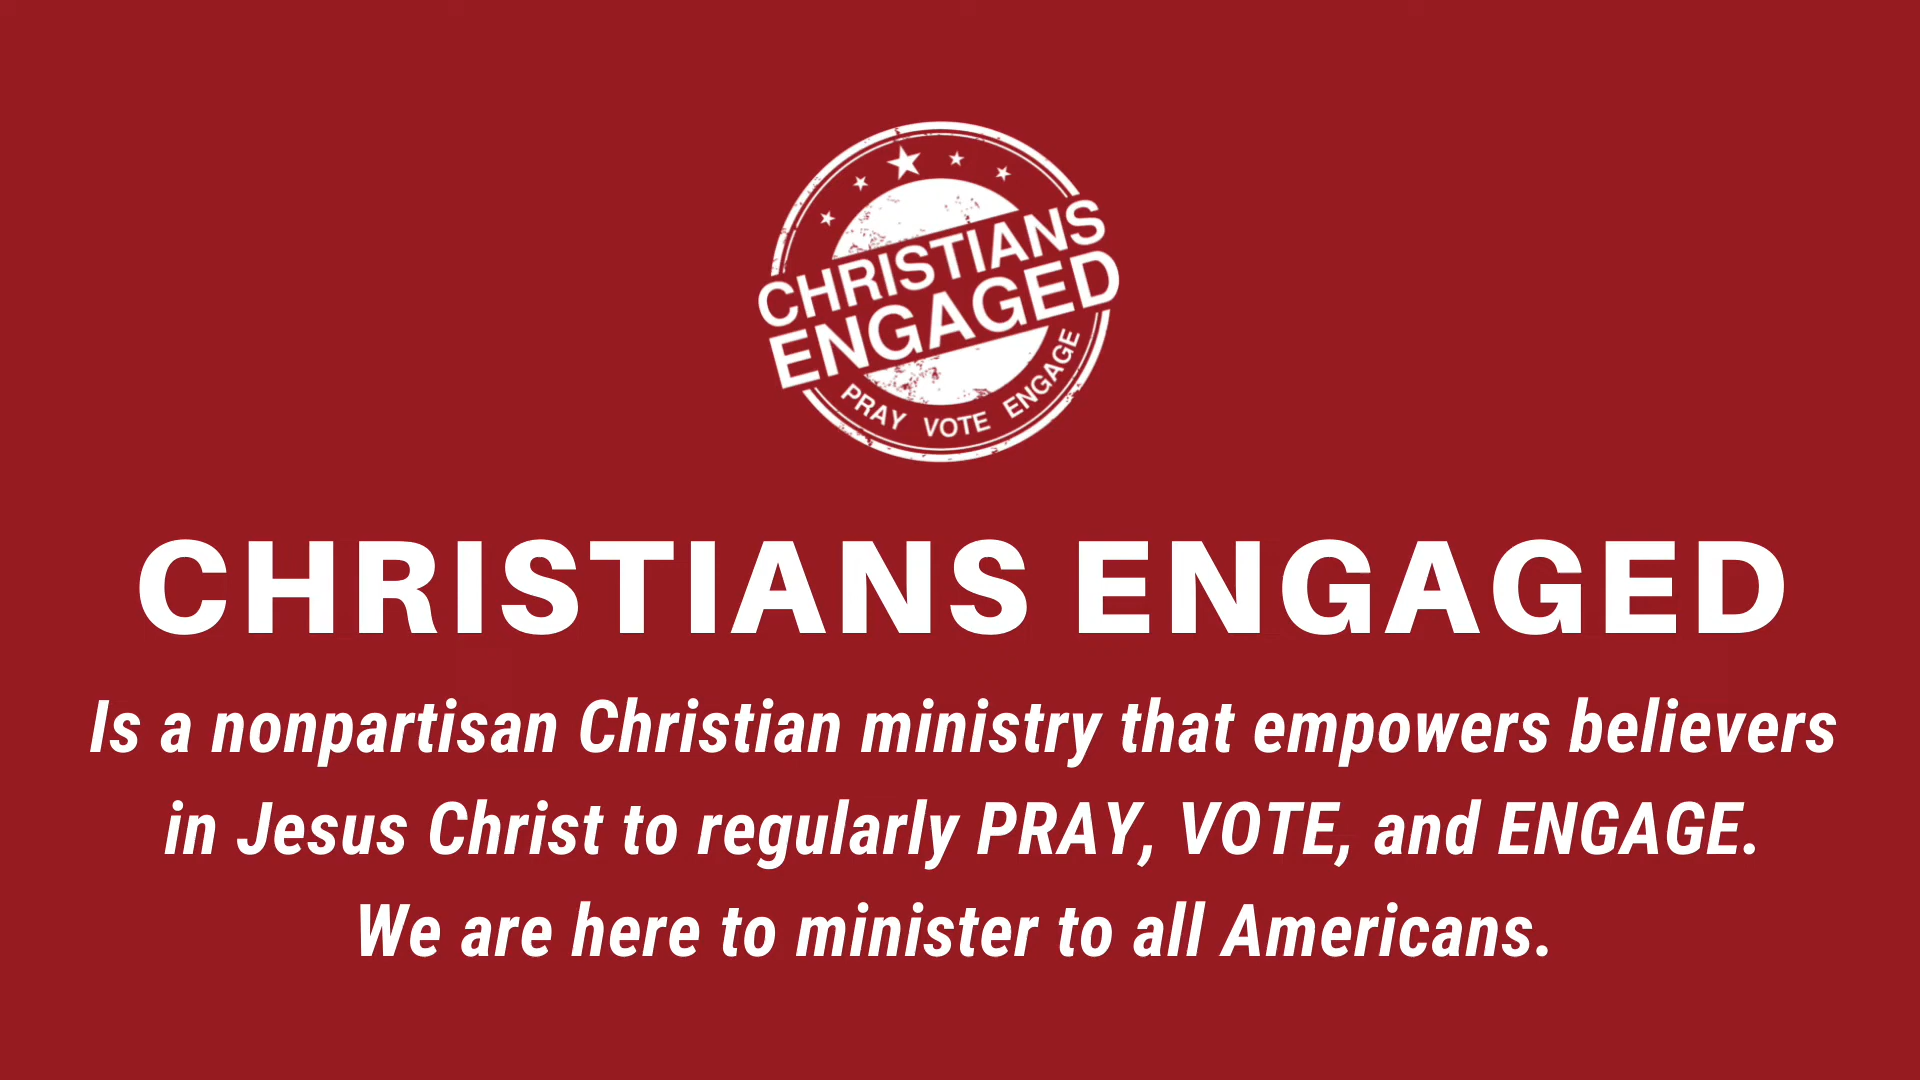 CHRISTIANS
ENGAGED
PRAY VOTE ENGAGE
CHRISTIANS ENGAGED
Is a nonpartisan Christian ministry that empowers believers
in Jesus Christ to regularly PRAY, VOTE, and ENGAGE.
We are here to minister to all Americans.